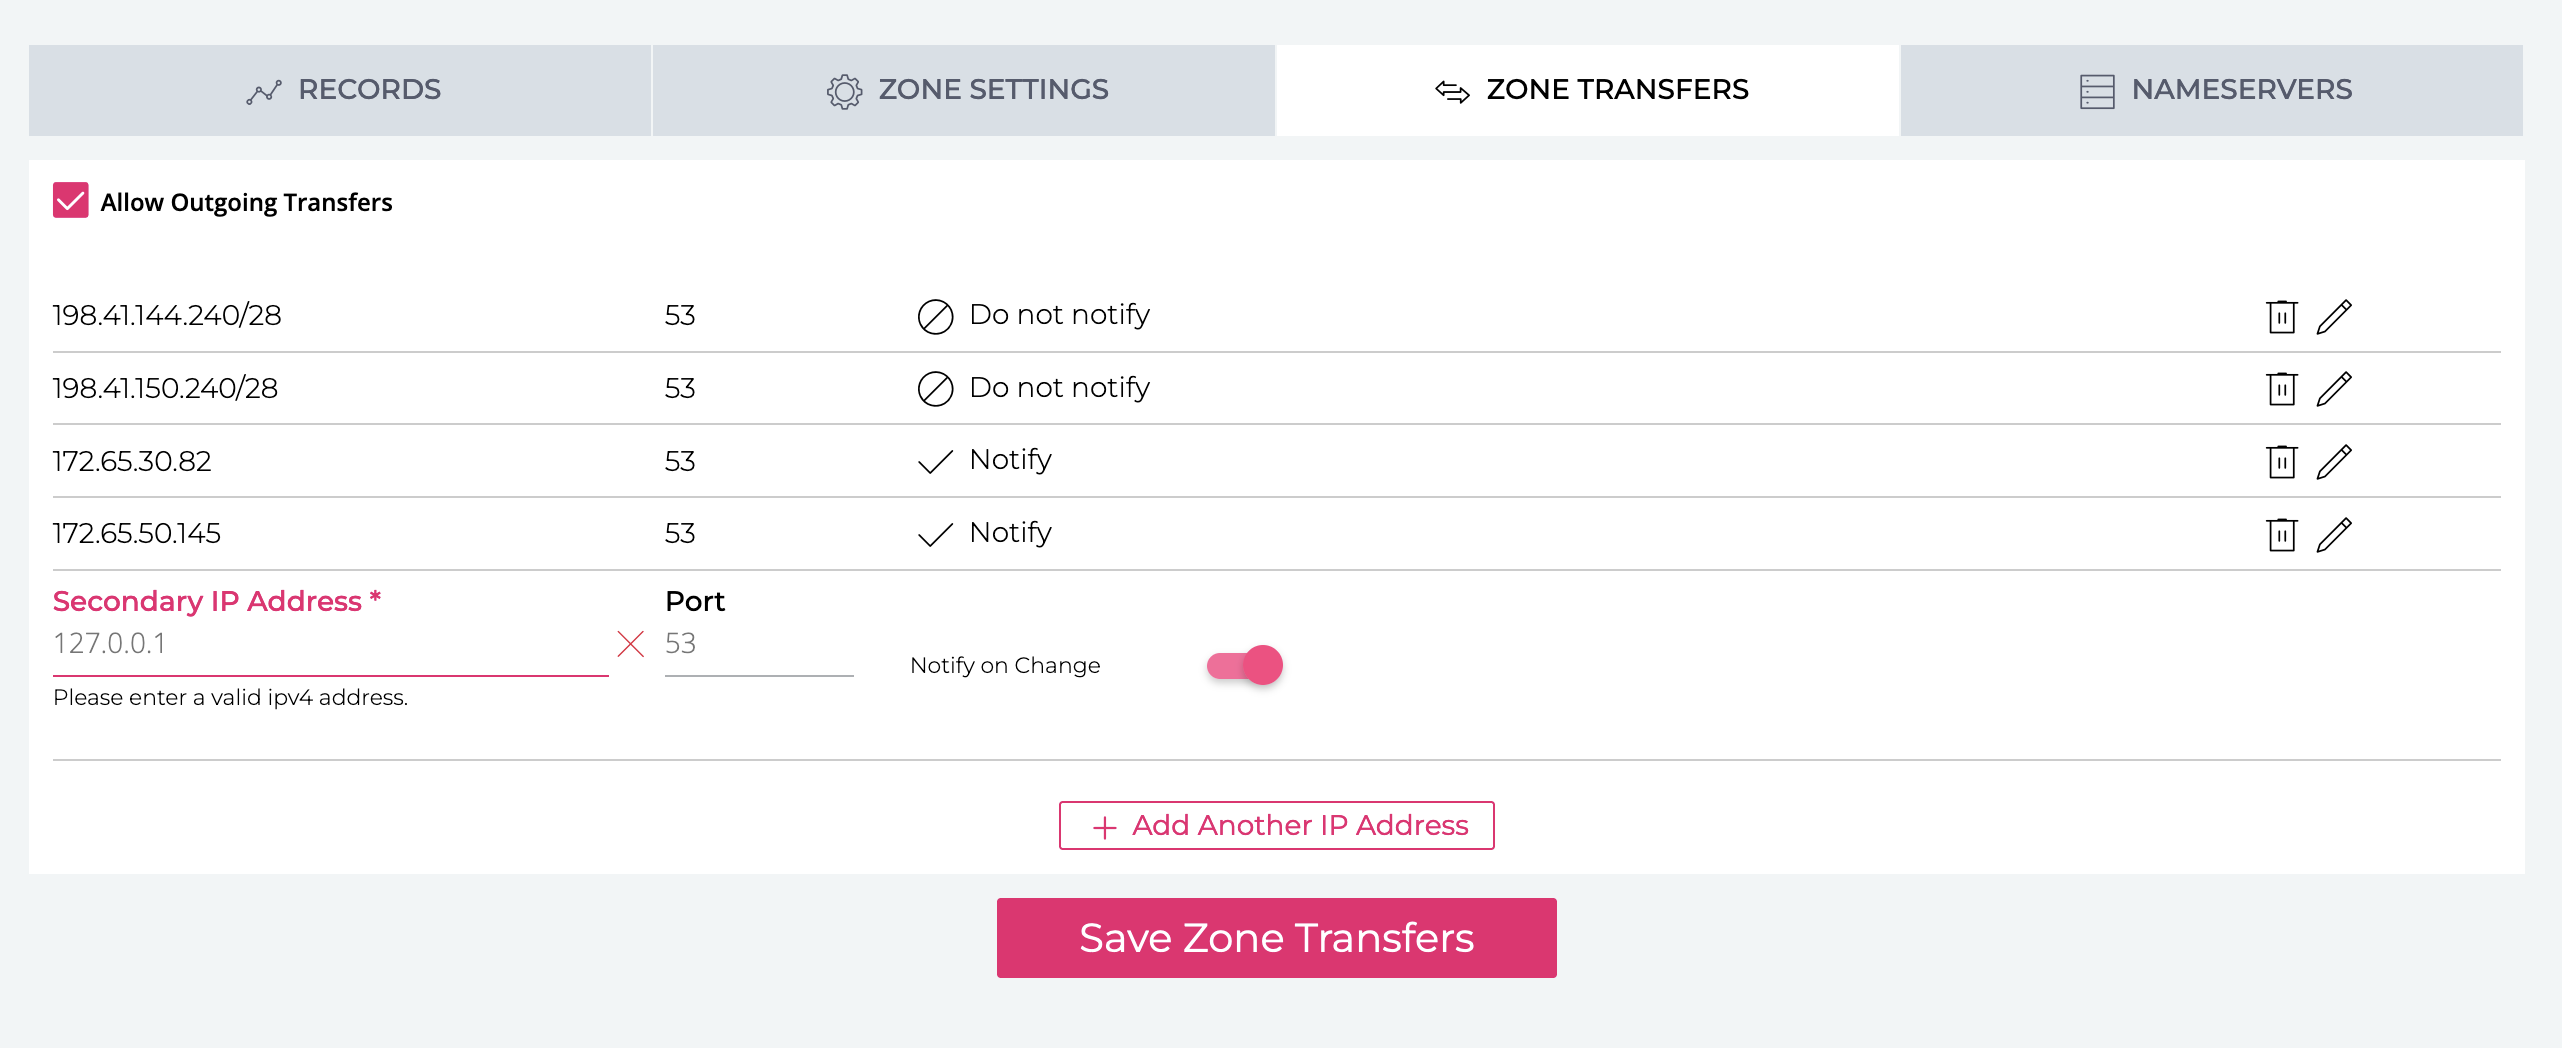 RECORDS
ZONE SETTINGS
ZONE TRANSFERS
NAMESERVERS
Allow Outgoing Transfers
198.41.144.240/28 53 Do not notify
198.41.150.240/28 53 Do not notify
172.65.30.82 53 Notify
172.65.50.145 53 Notify
Secondary IP Address * Port
127.0.0.1 53
Notify on Change
Please enter a valid ipv4 address.
Add Another IP Address
Save Zone Transfers